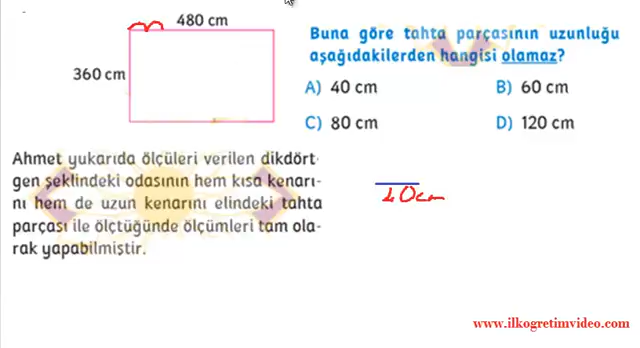 480 cm
360 cm
Buna göre tahta parçasının uzunluğu
aşağıdakilerden hangisi olamaz?
A) 40 cm
B) 60 cm
C) 80 cm
D) 120 cm
Ahmet yukarıda ölçüleri verilen dikdört-
gen şeklindeki odasının hem kısa kenarı-
nı hem de uzun kenarını elindeki tahta
parçası ile ölçtüğünde ölçümleri tam ola-
rak yapabilmiştir.
10cm
www.ilkogretimvideo.com